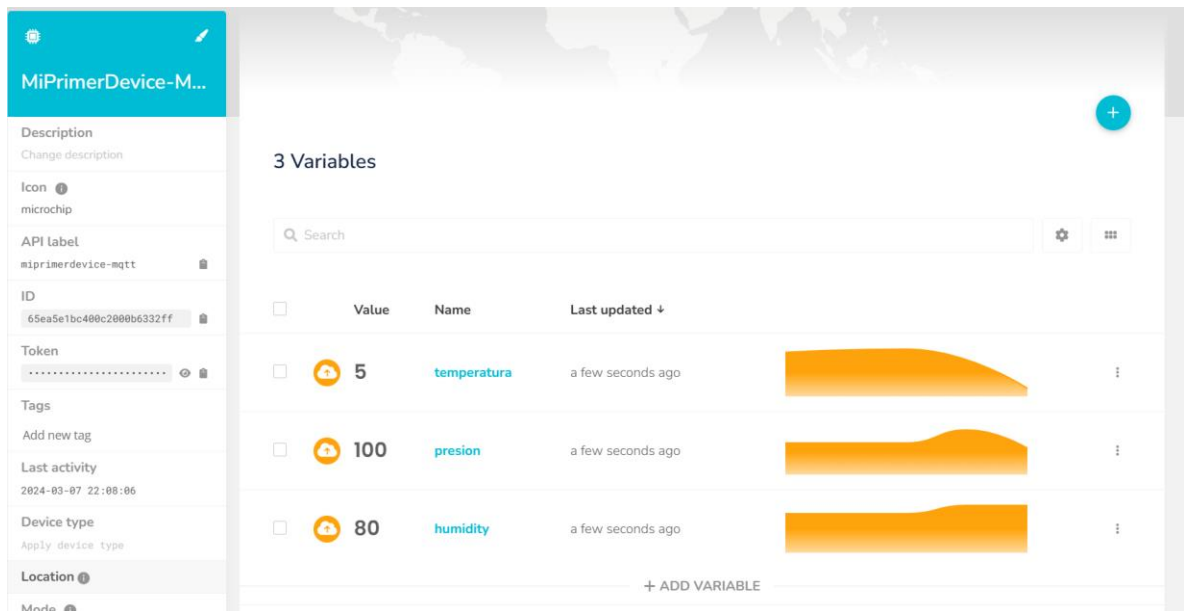 MiPrimerDevice-M...
Description
Change description
Icon
microchip
API label
miprimerdevice-mqtt
ID
65ea5e1bc400c2000b6332ff
Token
Tags
Add new tag
Last activity
2024-03-07 22:08:06
Device type
Apply device type
Location
Mode
3 Variables
Search
Value Name Last updated ↓
5 temperatura a few seconds ago
100 presion a few seconds ago
80 humidity a few seconds ago
+ ADD VARIABLE